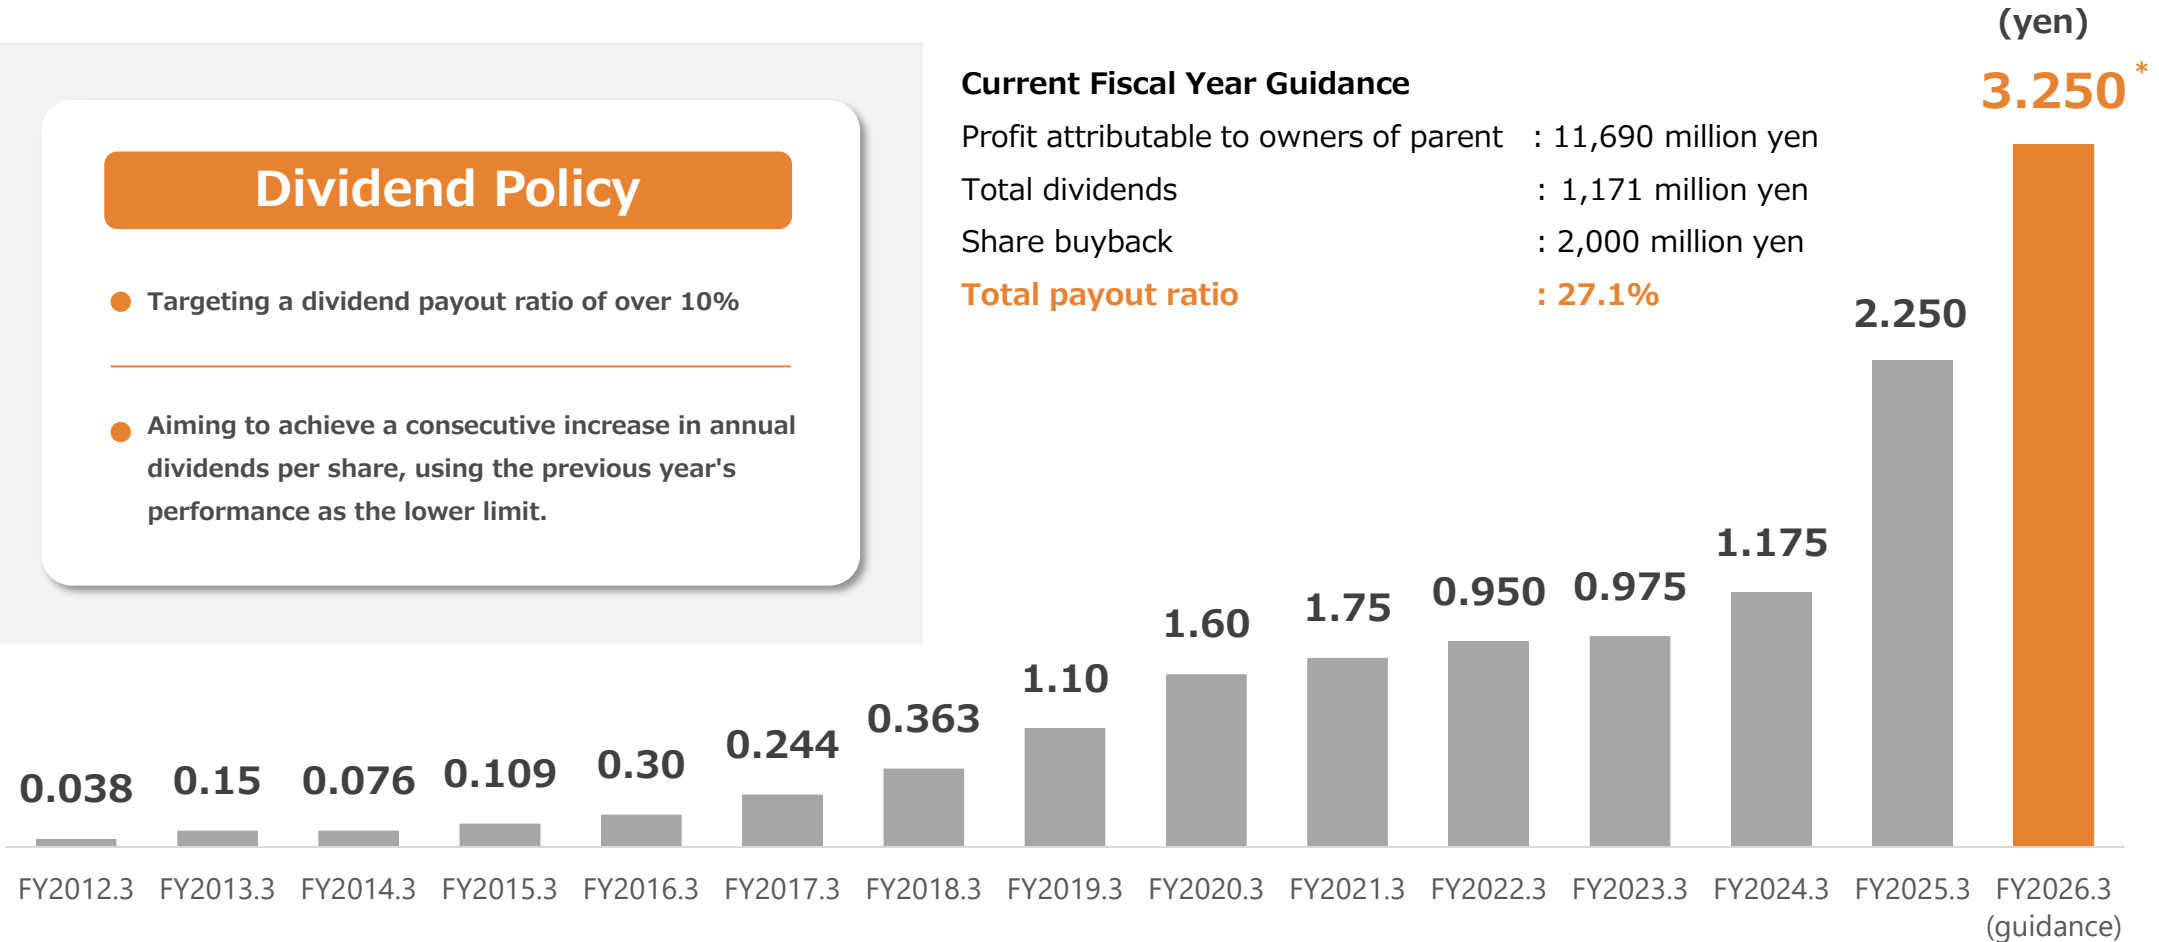 (yen)
Dividend Policy
Targeting a dividend payout ratio of over 10%
Aiming to achieve a consecutive increase in annual
dividends per share, using the previous year's
performance as the lower limit.
Current Fiscal Year Guidance
Profit attributable to owners of parent : 11,690 million yen
Total dividends : 1,171 million yen
Share buyback : 2,000 million yen
Total payout ratio : 27.1%
0.038 0.15 0.076 0.109 0.30 0.244 0.363 1.10 1.60 1.75 0.950 0.975 1.175 2.250 3.250*
FY2012.3 FY2013.3 FY2014.3 FY2015.3 FY2016.3 FY2017.3 FY2018.3 FY2019.3 FY2020.3 FY2021.3 FY2022.3 FY2023.3 FY2024.3 FY2025.3 FY2026.3
(guidance)